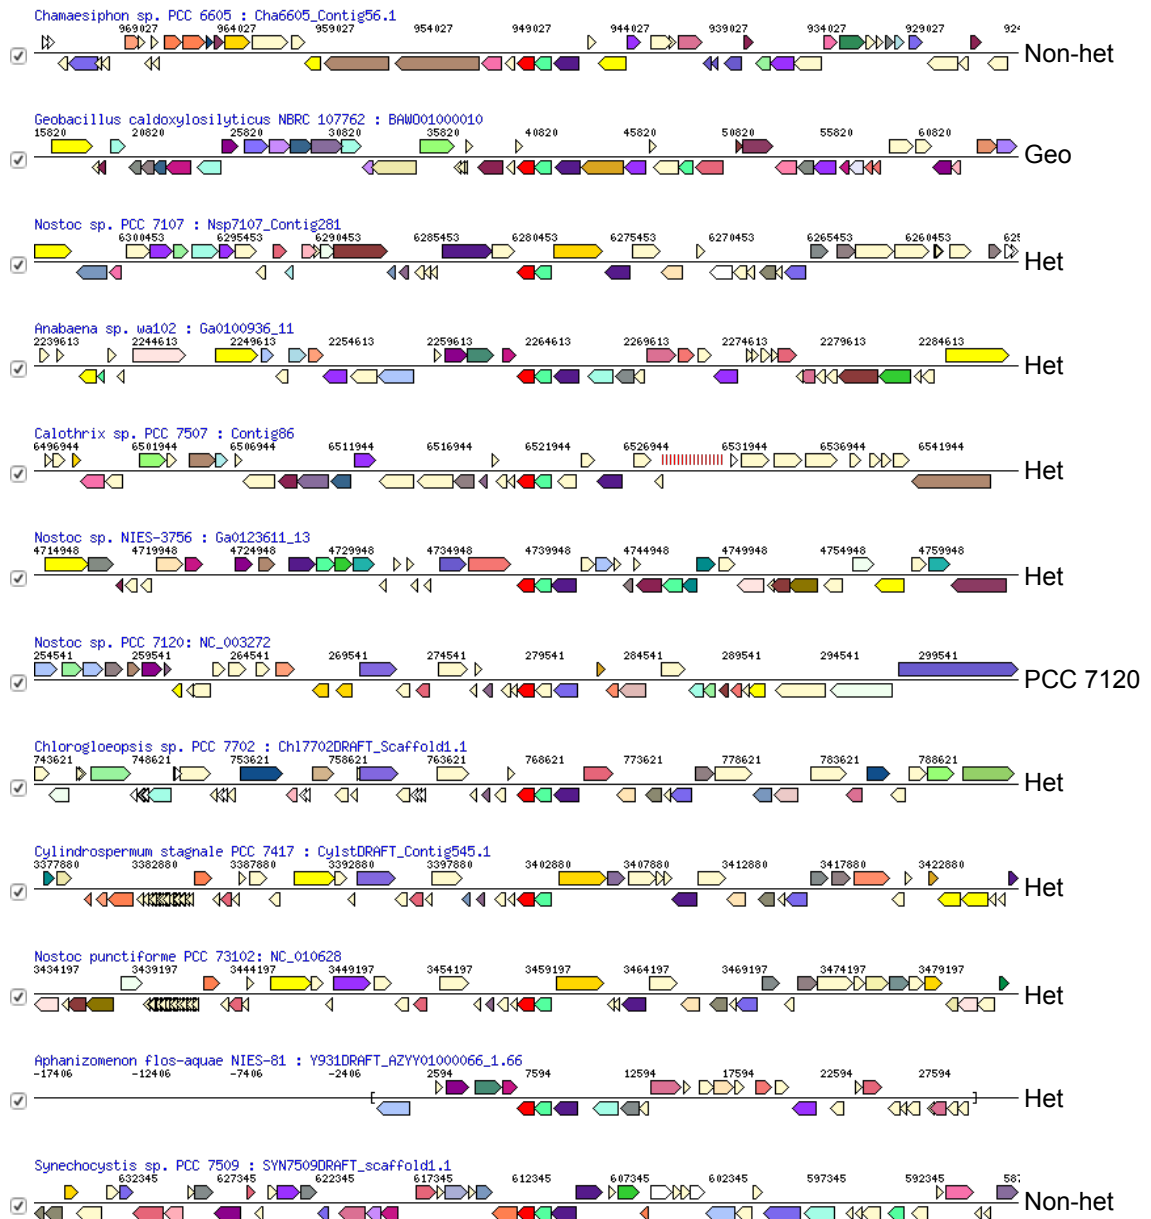 Chamaesiphon sp. PCC 6605 : Cha6605_Contig56.1
969027 964027 959027 954027 949027 944027 939027 934027 929027 924
Non-het
Geobacillus caldoxylosilyticus NBRC 107762 : BAWO01000010
15820 20820 25820 30820 35820 40820 45820 50820 55820 60820
Geo
Nostoc sp. PCC 7107 : Nsp7107_Contig281
6300453 6295453 6290453 6285453 6280453 6275453 6270453 6265453 6260453 625
Het
Anabaena sp. wa102 : Ga0100936_11
2239613 2244613 2249613 2254613 2259613 2264613 2269613 2274613 2279613 2284613
Het
Calothrix sp. PCC 7507 : Contig86
6496944 6501944 6506944 6511944 6516944 6521944 6526944 6531944 6536944 6541944
Het
Nostoc sp. NIES-3756 : Ga0123611_13
4714948 4719948 4724948 4729948 4734948 4739948 4744948 4749948 4754948 4759948
Het
Nostoc sp. PCC 7120: NC_003272
254541 259541 264541 269541 274541 279541 284541 289541 294541 299541
PCC 7120
Chlorogloeopsis sp. PCC 7702 : Chl7702DRAFT_Scaffold1.1
743621 748621 753621 758621 763621 768621 773621 778621 783621 788621
Het
Cylindrospermum stagnale PCC 7417 : CylstDRAFT_Contig545.1
3377880 3382880 3387880 3392880 3397880 3402880 3407880 3412880 3417880 3422880
Het
Nostoc punctiforme PCC 73102: NC_010628
3434197 3439197 3444197 3449197 3454197 3459197 3464197 3469197 3474197 3479197
Het
Aphanizomenon flos-aquae NIES-81 : Y931DRAFT_AZYY01000066_1.66
-17406 -12406 -7406 -2406 2594 7594 12594 17594 22594 27594
Het
Synechocystis sp. PCC 7509 : SYN7509DRAFT_scaffold1.1
632345 627345 622345 617345 612345 607345 602345 597345 592345 587
Non-het